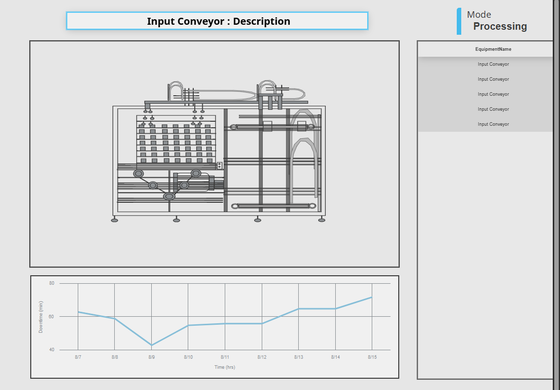 Input Conveyor : Description
Mode
Processing
EquipmentName
Input Conveyor
Input Conveyor
Input Conveyor
Input Conveyor
Input Conveyor
80
60
40
Downtime (min)
8/7
8/8
8/9
8/10
8/11
8/12
8/13
8/14
8/15
Time (hrs)